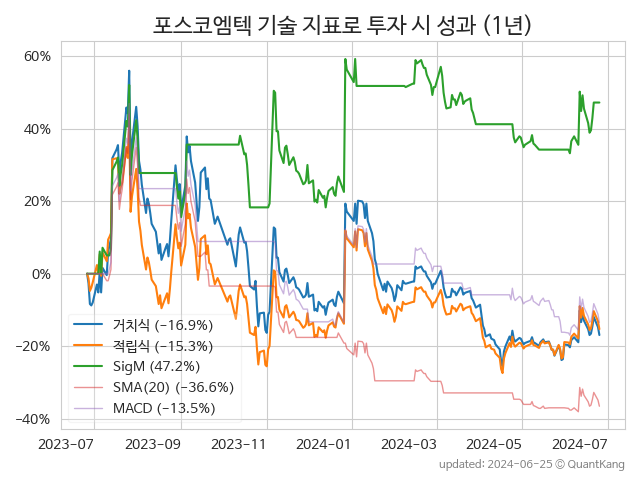 포스코엠텍 기술 지표로 투자 시 성과 (1년)
60%
40%
20%
0%
−20%
−40%
거치식 (−16.9%)
적립식 (−15.3%)
SigM (47.2%)
SMA(20) (−36.6%)
MACD (−13.5%)
2023-07 2023-09 2023-11 2024-01 2024-03 2024-05 2024-07
updated: 2024-06-25 ⓒ QuantKang